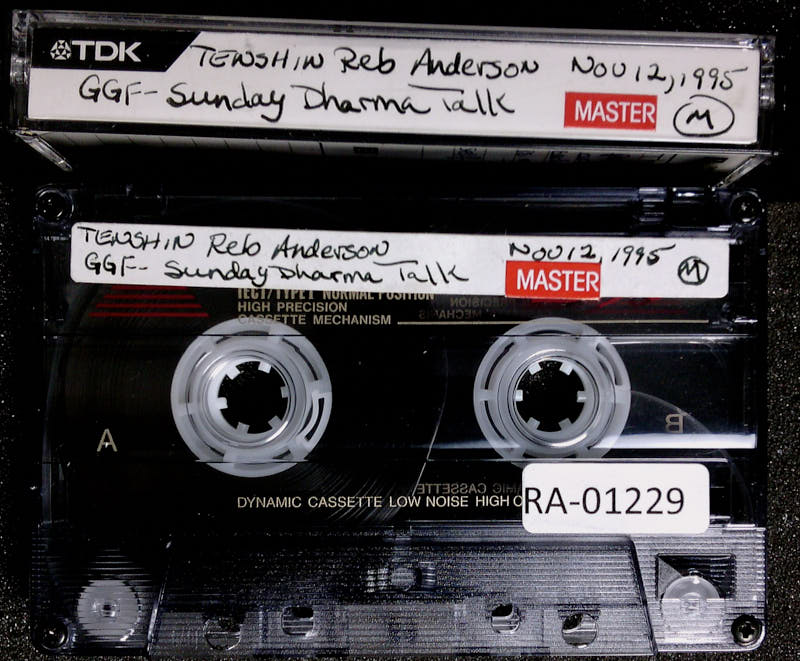 TDK TENSHIN Reb Anderson NOV 12, 1995
GGF- Sunday Dharma Talk MASTER M
TENSHIN Reb Anderson NOV 12, 1995
GGF- Sunday Dharma Talk MASTER M
IECI/TYPE I NORMAL POSITION
HIGH PRECISION
CASSETTE MECHANISM
A B
DYNAMIC CASSETTE LOW NOISE HIGH
RA-01229